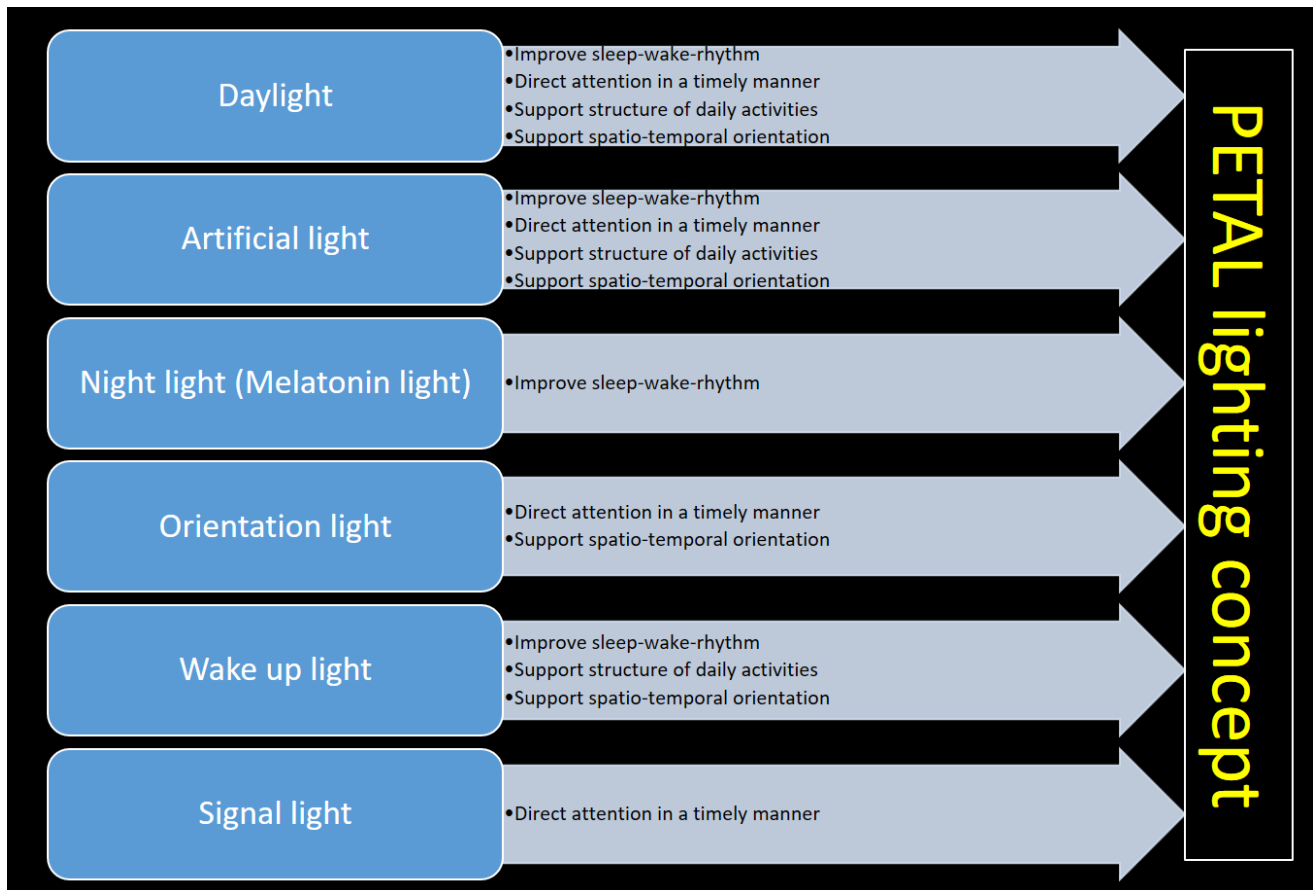 Daylight
•Improve sleep-wake-rhythm
•Direct attention in a timely manner
•Support structure of daily activities
•Support spatio-temporal orientation
Artificial light
•Improve sleep-wake-rhythm
•Direct attention in a timely manner
•Support structure of daily activities
•Support spatio-temporal orientation
Night light (Melatonin light)
•Improve sleep-wake-rhythm
Orientation light
•Direct attention in a timely manner
•Support spatio-temporal orientation
Wake up light
•Improve sleep-wake-rhythm
•Support structure of daily activities
•Support spatio-temporal orientation
Signal light
•Direct attention in a timely manner
PETAL lighting concept